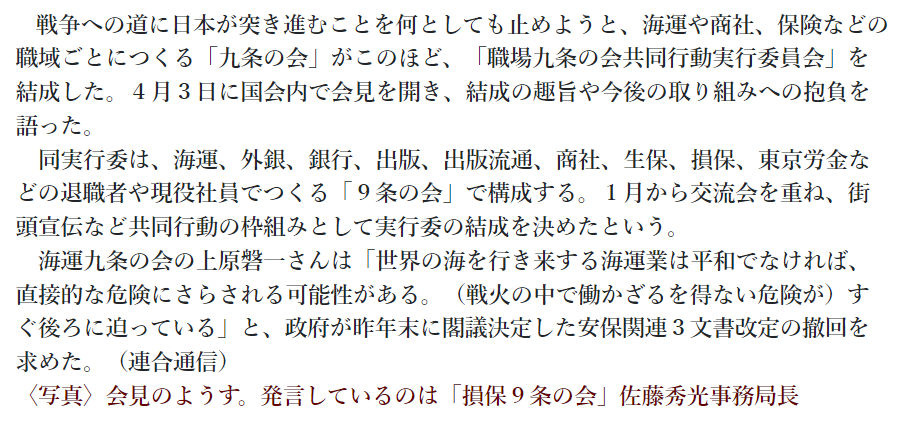 戦争への道に日本が突き進むことを何としても止めようと、海運や商社、保険などの
職域ごとにつくる「九条の会」がこのほど、「職場九条の会共同行動実行委員会」を
結成した。４月３日に国会内で会見を開き、結成の趣旨や今後の取り組みへの抱負を
語った。
　同実行委は、海運、外銀、銀行、出版、出版流通、商社、生保、損保、東京労金な
どの退職者や現役社員でつくる「９条の会」で構成する。１月から交流会を重ね、街
頭宣伝など共同行動の枠組みとして実行委の結成を決めたという。
　海運九条の会の上原磐一さんは「世界の海を行き来する海運業は平和でなければ、
直接的な危険にさらされる可能性がある。（戦火の中で働かざるを得ない危険が）す
ぐ後ろに迫っている」と、政府が昨年末に閣議決定した安保関連３文書改定の撤回を
求めた。（連合通信）
〈写真〉会見のようす。発言しているのは「損保９条の会」佐藤秀光事務局長